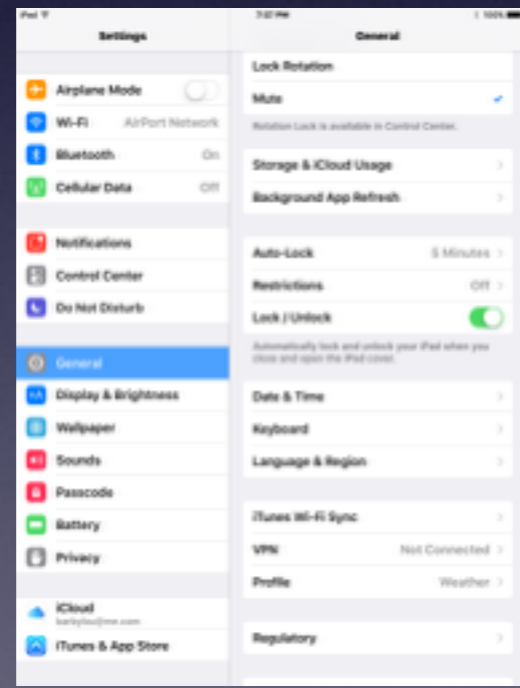 iPad
7:07 PM
100%
Settings
General
Airplane Mode
Wi-Fi AirPort Network
Bluetooth On
Cellular Data Off
Notifications
Control Center
Do Not Disturb
General
Display & Brightness
Wallpaper
Sounds
Passcode
Battery
Privacy
iCloud
iTunes & App Store
Lock Rotation
Mute
Rotation Lock is available in Control Center.
Storage & iCloud Usage
Background App Refresh
Auto-Lock 5 Minutes
Restrictions Off
Lock / Unlock
Automatically lock and unlock your iPad when you
close and open the iPad cover.
Date & Time
Keyboard
Language & Region
iTunes Wi-Fi Sync
VPN Not Connected
Profile Weather
Regulatory